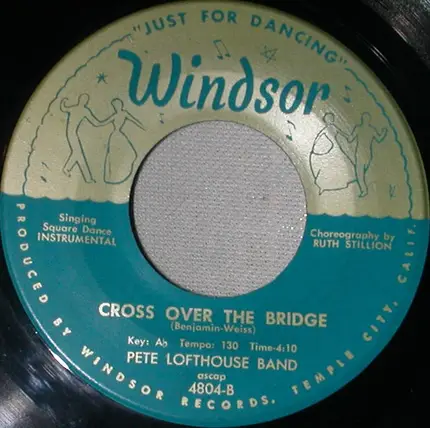 "JUST FOR DANCING"
Windsor
Singing
Square Dance
INSTRUMENTAL
Choreography by
RUTH STILLION
CROSS OVER THE BRIDGE
(Benjamin-Weiss)
Key: Ab Tempo: 130 Time-4:10
PETE LOFTHOUSE BAND
ascap
4804-B
PRODUCED BY WINDSOR RECORDS, TEMPLE CITY, CALIF.